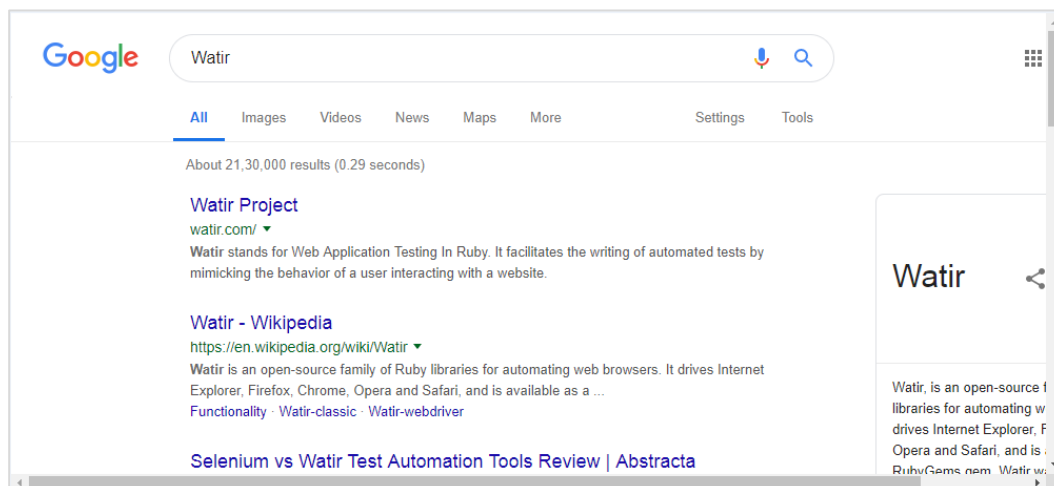 Google
Watir
All Images Videos News Maps More Settings Tools
About 21,30,000 results (0.29 seconds)
Watir Project
watir.com/
Watir stands for Web Application Testing In Ruby. It facilitates the writing of automated tests by
mimicking the behavior of a user interacting with a website.
Watir - Wikipedia
https://en.wikipedia.org/wiki/Watir
Watir is an open-source family of Ruby libraries for automating web browsers. It drives Internet
Explorer, Firefox, Chrome, Opera and Safari, and is available as a ...
Functionality · Watir-classic · Watir-webdriver
Selenium vs Watir Test Automation Tools Review | Abstracta
Watir
Watir, is an open-source
libraries for automating
drives Internet Explorer,
Opera and Safari, and is
RubyGems gem. Watir